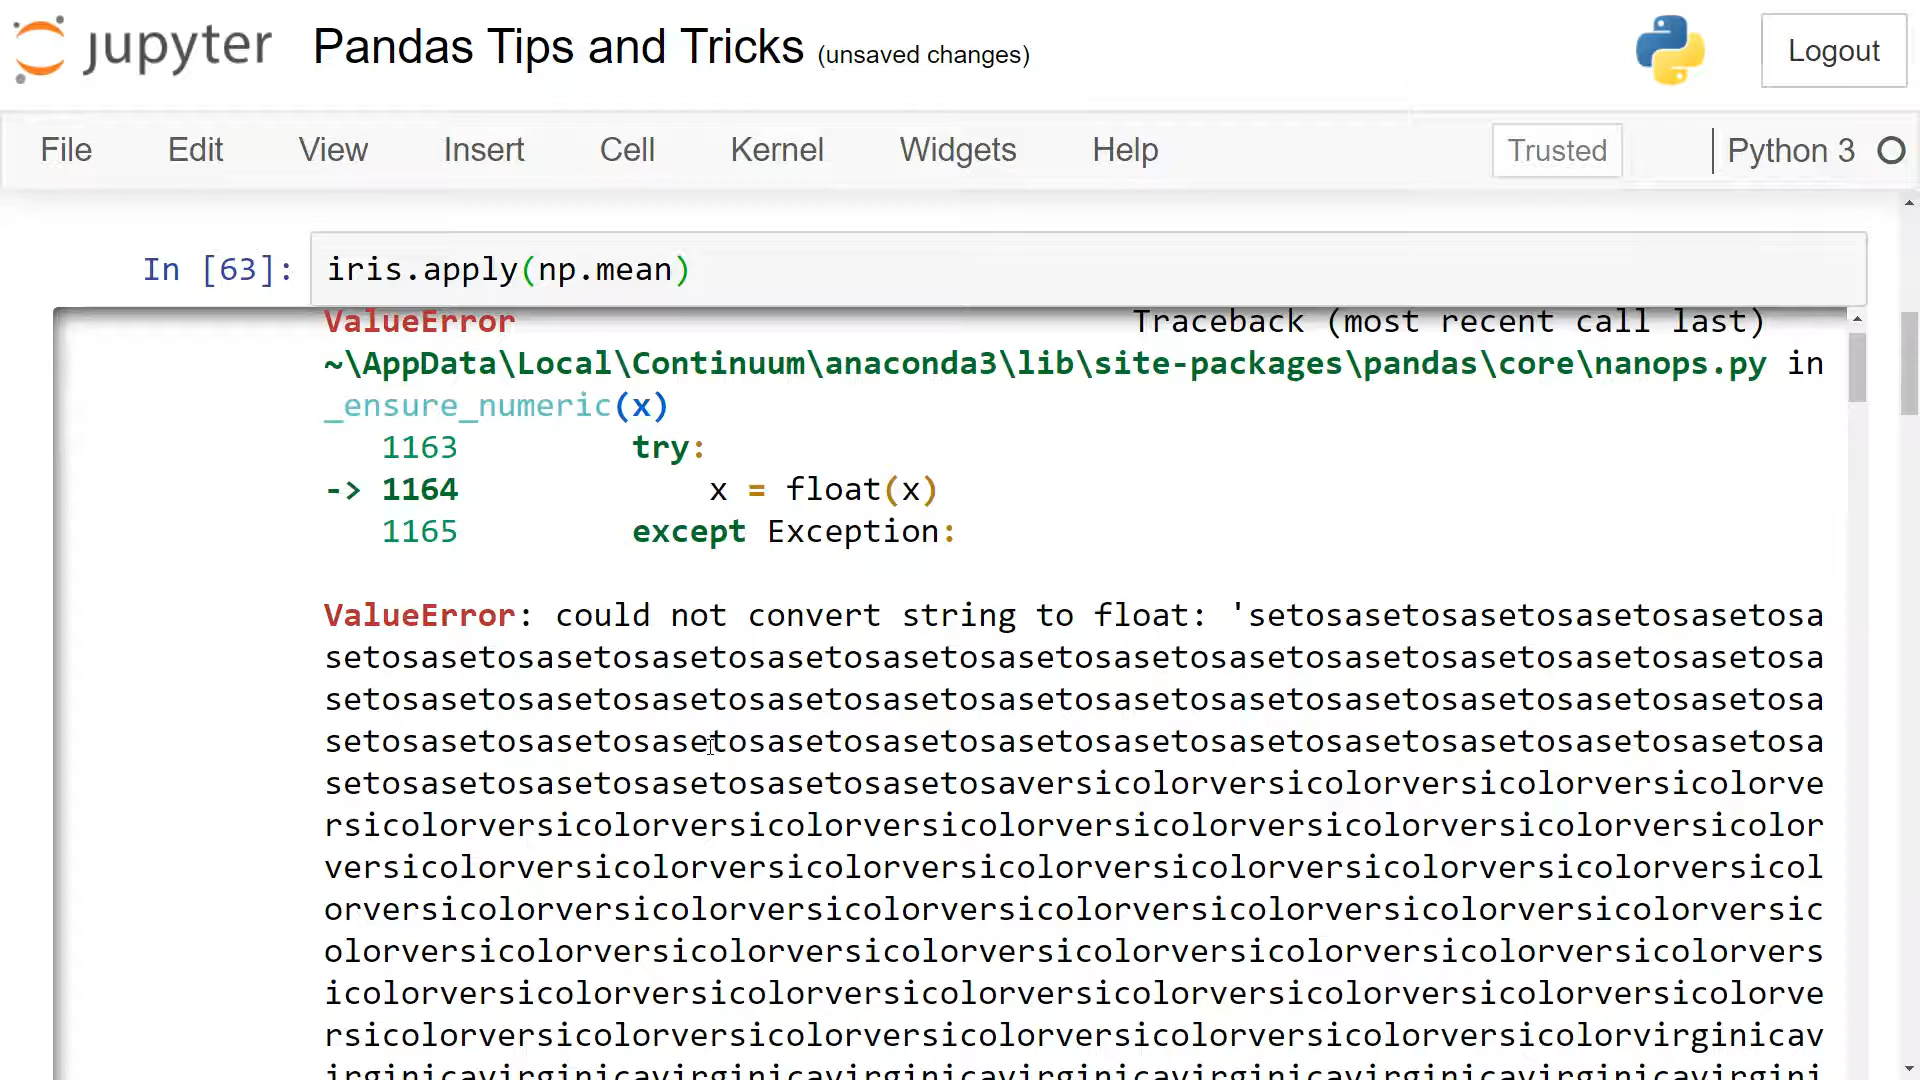 jupyter Pandas Tips and Tricks (unsaved changes) Logout
File Edit View Insert Cell Kernel Widgets Help Trusted Python 3
In [63]: iris.apply(np.mean)
ValueError Traceback (most recent call last)
~\AppData\Local\Continuum\anaconda3\lib\site-packages\pandas\core\nanops.py in
_ensure_numeric(x)
1163 try:
-> 1164 x = float(x)
1165 except Exception:
ValueError: could not convert string to float: 'setosasetosasetosasetosasetosa
setosasetosasetosasetosasetosasetosasetosasetosasetosasetosasetosasetosasetosa
setosasetosasetosasetosasetosasetosasetosasetosasetosasetosasetosasetosasetosa
setosasetosasetosasetosasetosasetosasetosasetosasetosasetosasetosasetosasetosa
setosasetosasetosasetosasetosasetosaversicolorversicolorversicolorversicolorve
rsicolorversicolorversicolorversicolorversicolorversicolorversicolorversicolor
versicolorversicolorversicolorversicolorversicolorversicolorversicolorversicol
orversicolorversicolorversicolorversicolorversicolorversicolorversicolorversic
olorversicolorversicolorversicolorversicolorversicolorversicolorversicolorvers
icolorversicolorversicolorversicolorversicolorversicolorversicolorversicolorve
rsicolorversicolorversicolorversicolorversicolorversicolorversicolorvirginicav
irginicavirginicavirginicavirginicavirginicavirginicavirginicavirginicavirgini